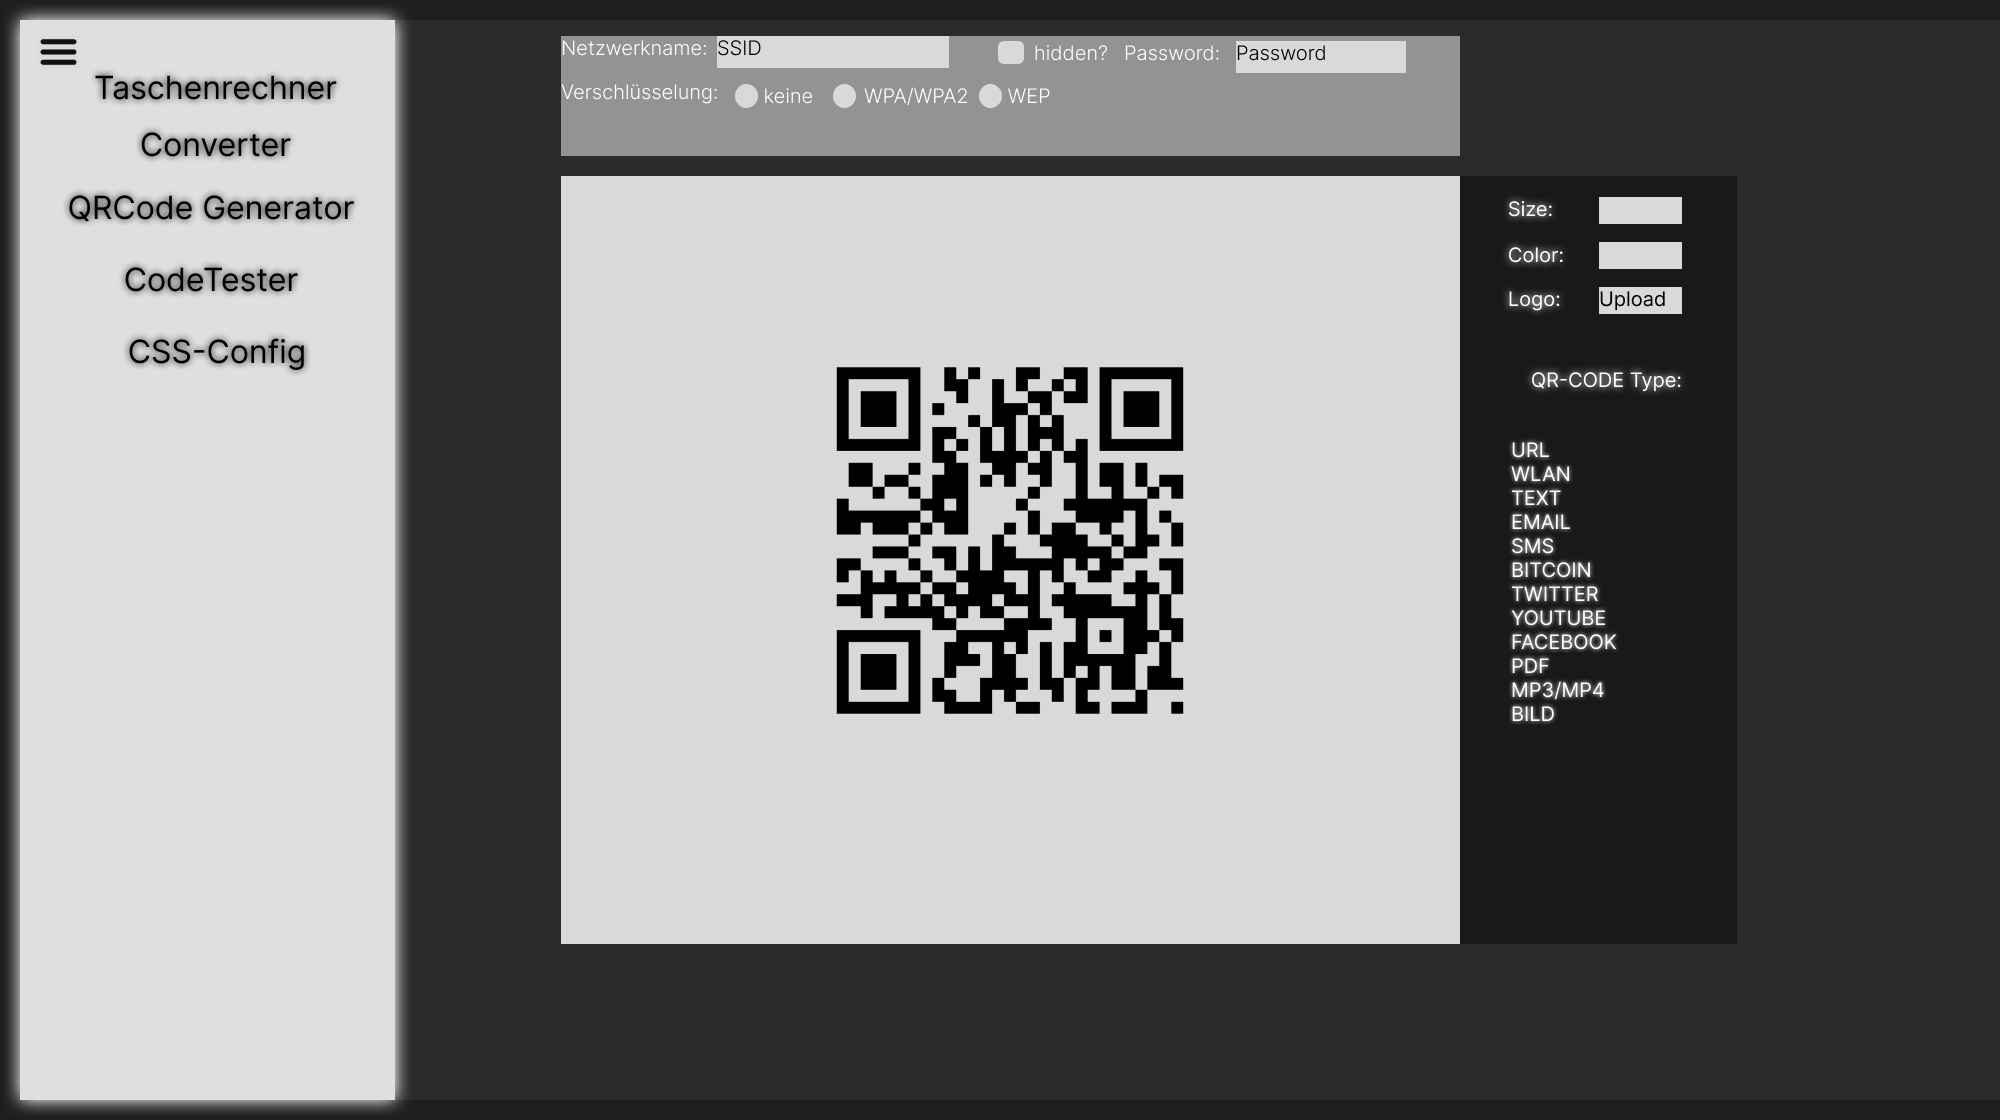 Taschenrechner
Converter
QRCode Generator
CodeTester
CSS-Config
Netzwerkname: SSID hidden? Password: Password
Verschlüsselung: keine WPA/WPA2 WEP
Size:
Color:
Logo: Upload
QR-CODE Type:
URL
WLAN
TEXT
EMAIL
SMS
BITCOIN
TWITTER
YOUTUBE
FACEBOOK
PDF
MP3/MP4
BILD